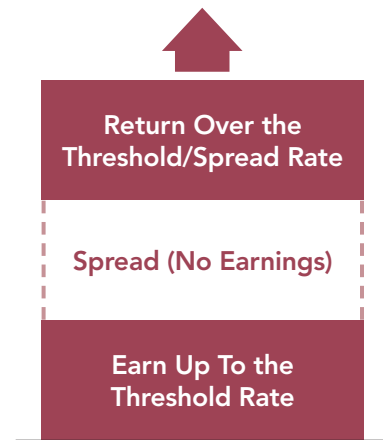 Return Over the
Threshold/Spread Rate
Spread (No Earnings)
Earn Up To the
Threshold Rate